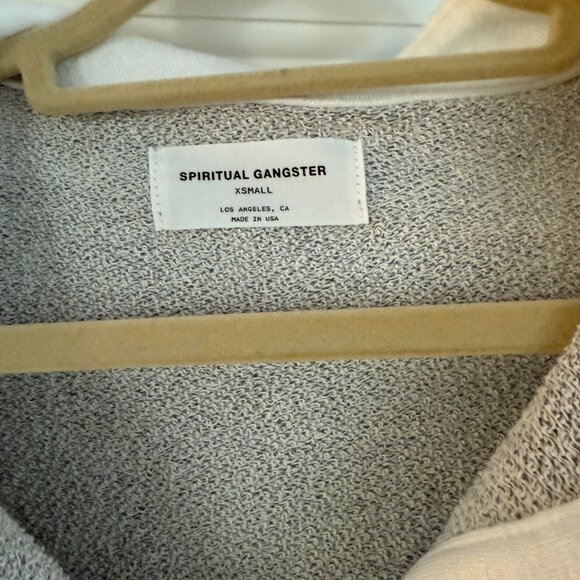 SPIRITUAL GANGSTER
XSMALL
LOS ANGELES, CA
MADE IN USA